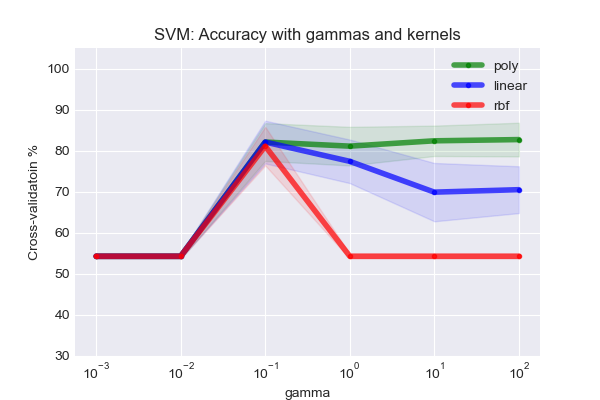 SVM: Accuracy with gammas and kernels
poly
linear
rbf
100
90
80
70
60
50
40
30
Cross-validatoin %
10⁻³ 10⁻² 10⁻¹ 10⁰ 10¹ 10²
gamma